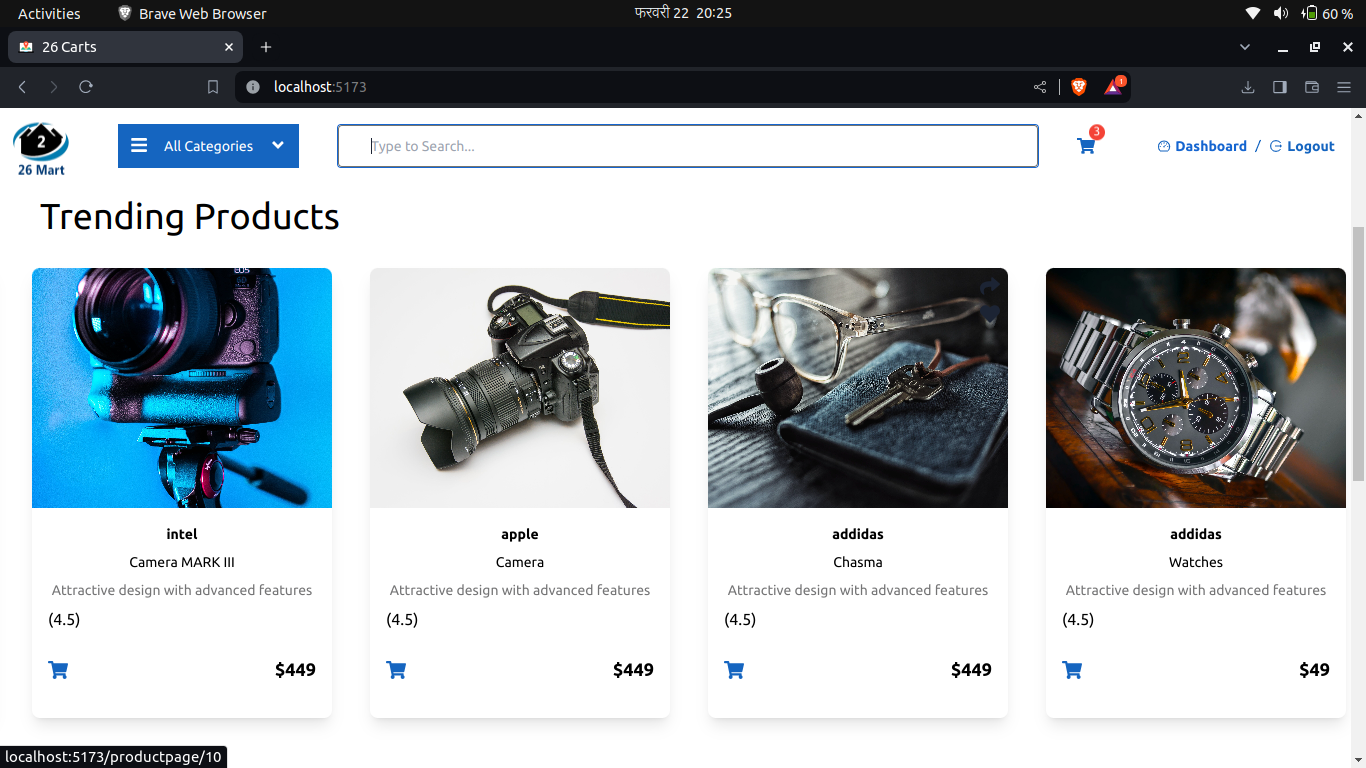 Activities
Brave Web Browser
फरवरी 22 20:25
60 %
26 Carts
localhost:5173
1
2
26 Mart
All Categories
Type to Search...
3
Dashboard / Logout
Trending Products
intel
Camera MARK III
Attractive design with advanced features
(4.5)
$449
apple
Camera
Attractive design with advanced features
(4.5)
$449
addidas
Chasma
Attractive design with advanced features
(4.5)
$449
addidas
Watches
Attractive design with advanced features
(4.5)
$49
localhost:5173/productpage/10